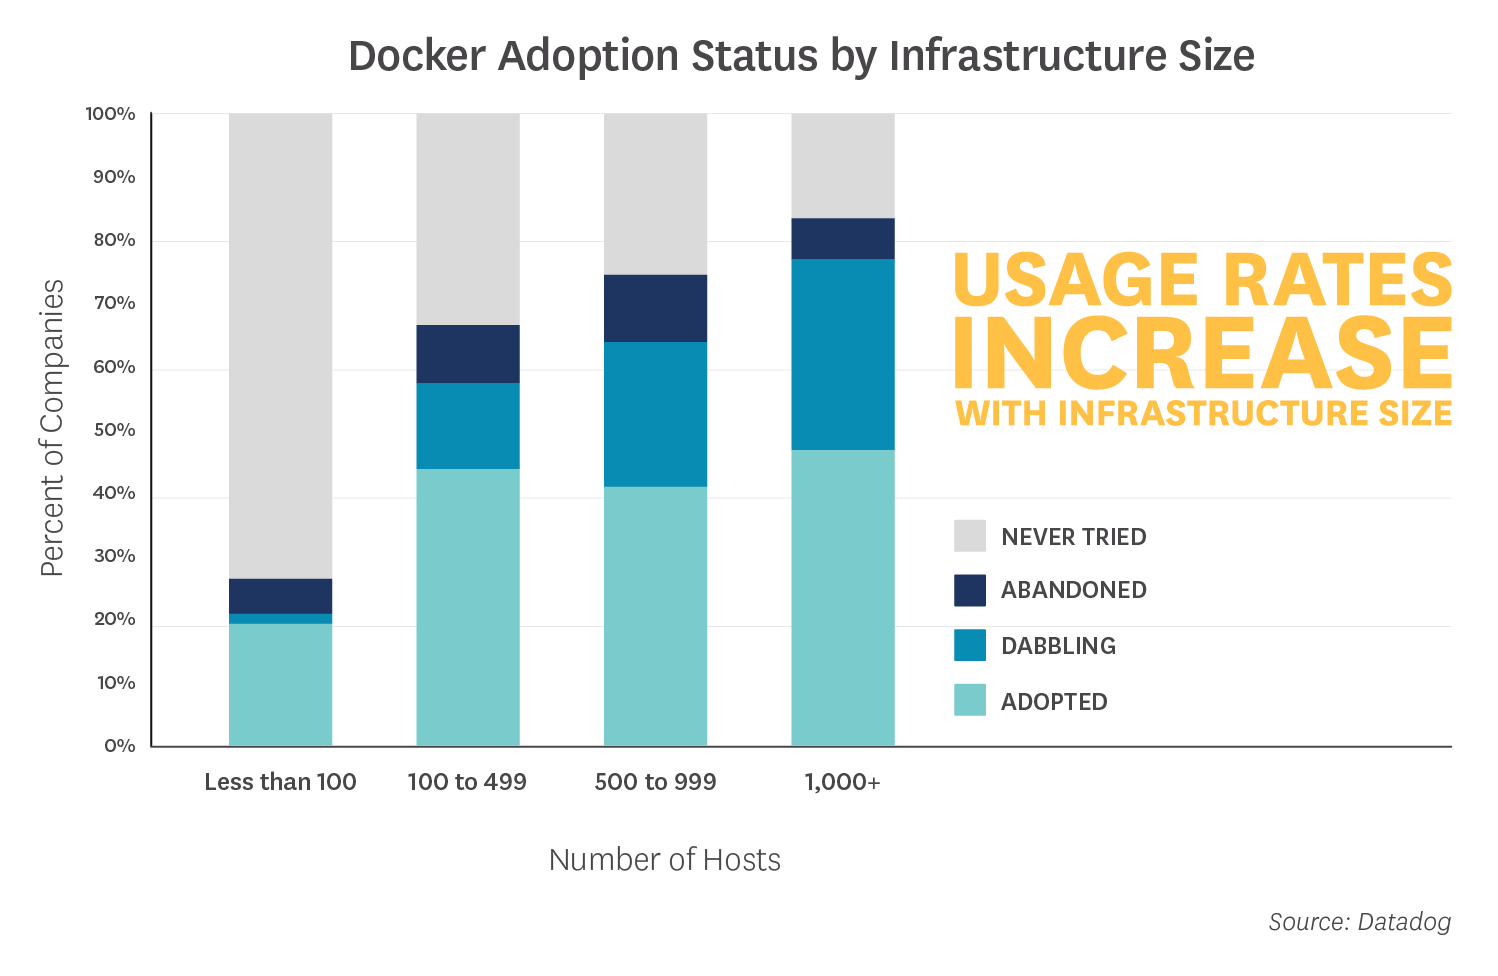 Docker Adoption Status by Infrastructure Size
100%
90%
80%
70%
60%
50%
40%
30%
20%
10%
0%
Percent of Companies
USAGE RATES
INCREASE
WITH INFRASTRUCTURE SIZE
NEVER TRIED
ABANDONED
DABBLING
ADOPTED
Less than 100
100 to 499
500 to 999
1,000+
Number of Hosts
Source: Datadog